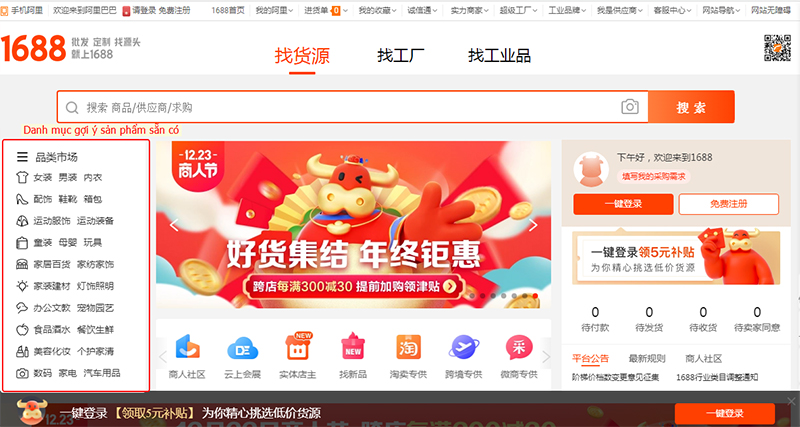 手机阿里 欢迎来到阿里巴巴 请登录 免费注册 1688首页 我的阿里 进货单 0 我的收藏 诚信通 实力商家 超级工厂 工业品牌 我是供应商 客服中心 网站导航 网站无障碍
1688 批发 定制 找源头
就上1688
找货源 找工厂 找工业品
搜索 商品/供应商/求购 搜索
Danh mục gợi ý sản phẩm sẵn có
品类市场
女装 男装 内衣
配饰 鞋靴 箱包
运动服饰 运动装备
童装 母婴 玩具
家居百货 家纺家饰
家装建材 灯饰照明
办公文教 宠物园艺
食品酒水 餐饮生鲜
美容化妆 个护家清
数码 家电 汽车用品
12.23
商人节
好货集结 年终钜惠
跨店每满300减30 提前加购领津贴
下午好，欢迎来到1688
填写我的采购需求
一键登录 免费注册
一键登录领5元补贴
为你精心挑选低价货源
0 0 0 0
待付款 待发货 待收货 待卖家同意
平台公告 最新规则 商人社区
阶梯价档数变更意见征集 1688行业类目调整通知
DE NEW NEW 淘 采
商人社区 云上会展 实体店主 找新品 淘卖专供 跨境专供 微商专供
一键登录【领取5元补贴】为你精心挑选低价货源 一键登录